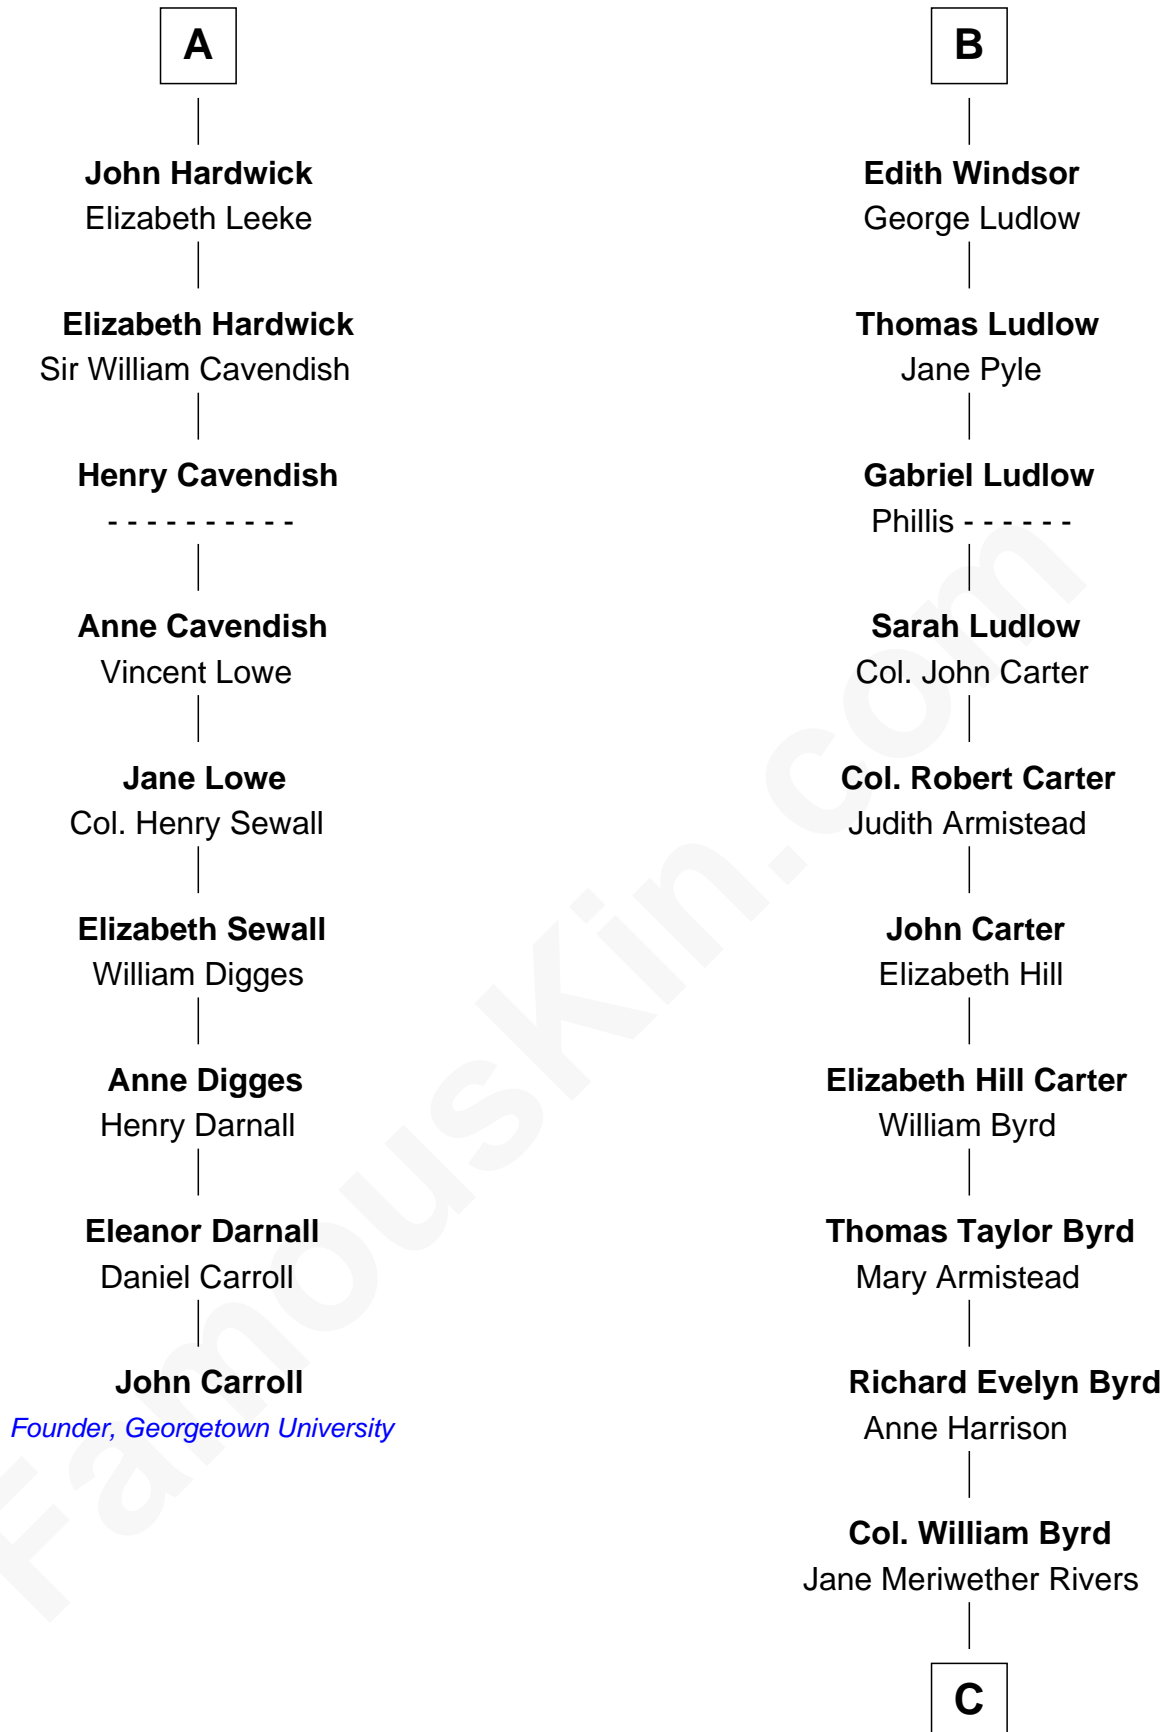 A
John Hardwick
Elizabeth Leeke
Elizabeth Hardwick
Sir William Cavendish
Henry Cavendish
- - - - - - - - - -
Anne Cavendish
Vincent Lowe
Jane Lowe
Col. Henry Sewall
Elizabeth Sewall
William Digges
Anne Digges
Henry Darnall
Eleanor Darnall
Daniel Carroll
John Carroll
Founder, Georgetown University
B
Edith Windsor
George Ludlow
Thomas Ludlow
Jane Pyle
Gabriel Ludlow
Phillis - - - - - -
Sarah Ludlow
Col. John Carter
Col. Robert Carter
Judith Armistead
John Carter
Elizabeth Hill
Elizabeth Hill Carter
William Byrd
Thomas Taylor Byrd
Mary Armistead
Richard Evelyn Byrd
Anne Harrison
Col. William Byrd
Jane Meriwether Rivers
C
FamousKin.com